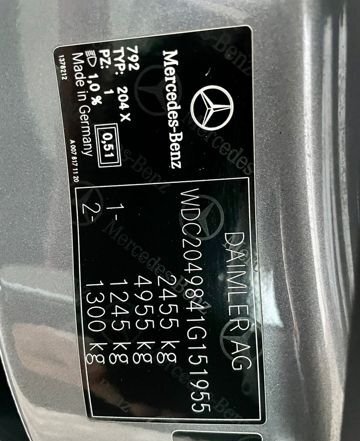 Mercedes-Benz
792
TYP: 204 X
PZ: 1
1,0 %
0,51
Made in Germany
1378212
A 007 817 11 20
DAIMLER AG
WDC2049841G151955
2455 kg
4955 kg
1- 1245 kg
2- 1300 kg